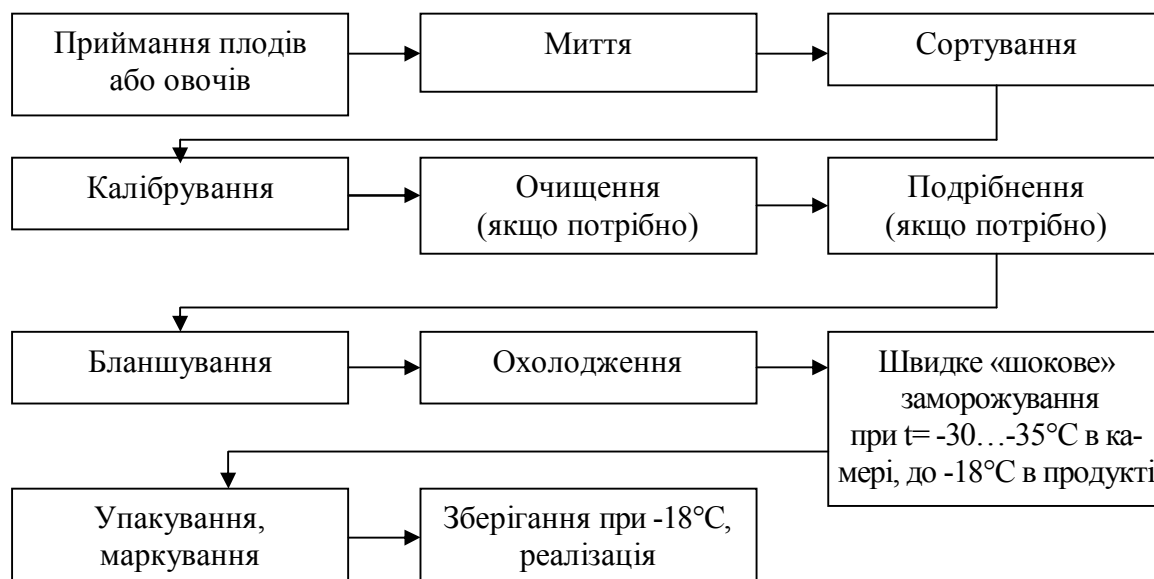 Приймання плодів
або овочів
Миття
Сортування
Калібрування
Очищення
(якщо потрібно)
Подрібнення
(якщо потрібно)
Бланшування
Охолодження
Швидке «шокове»
заморожування
при t= -30…-35°С в ка-
мері, до -18°С в продукті
Упакування,
маркування
Зберігання при -18°С,
реалізація